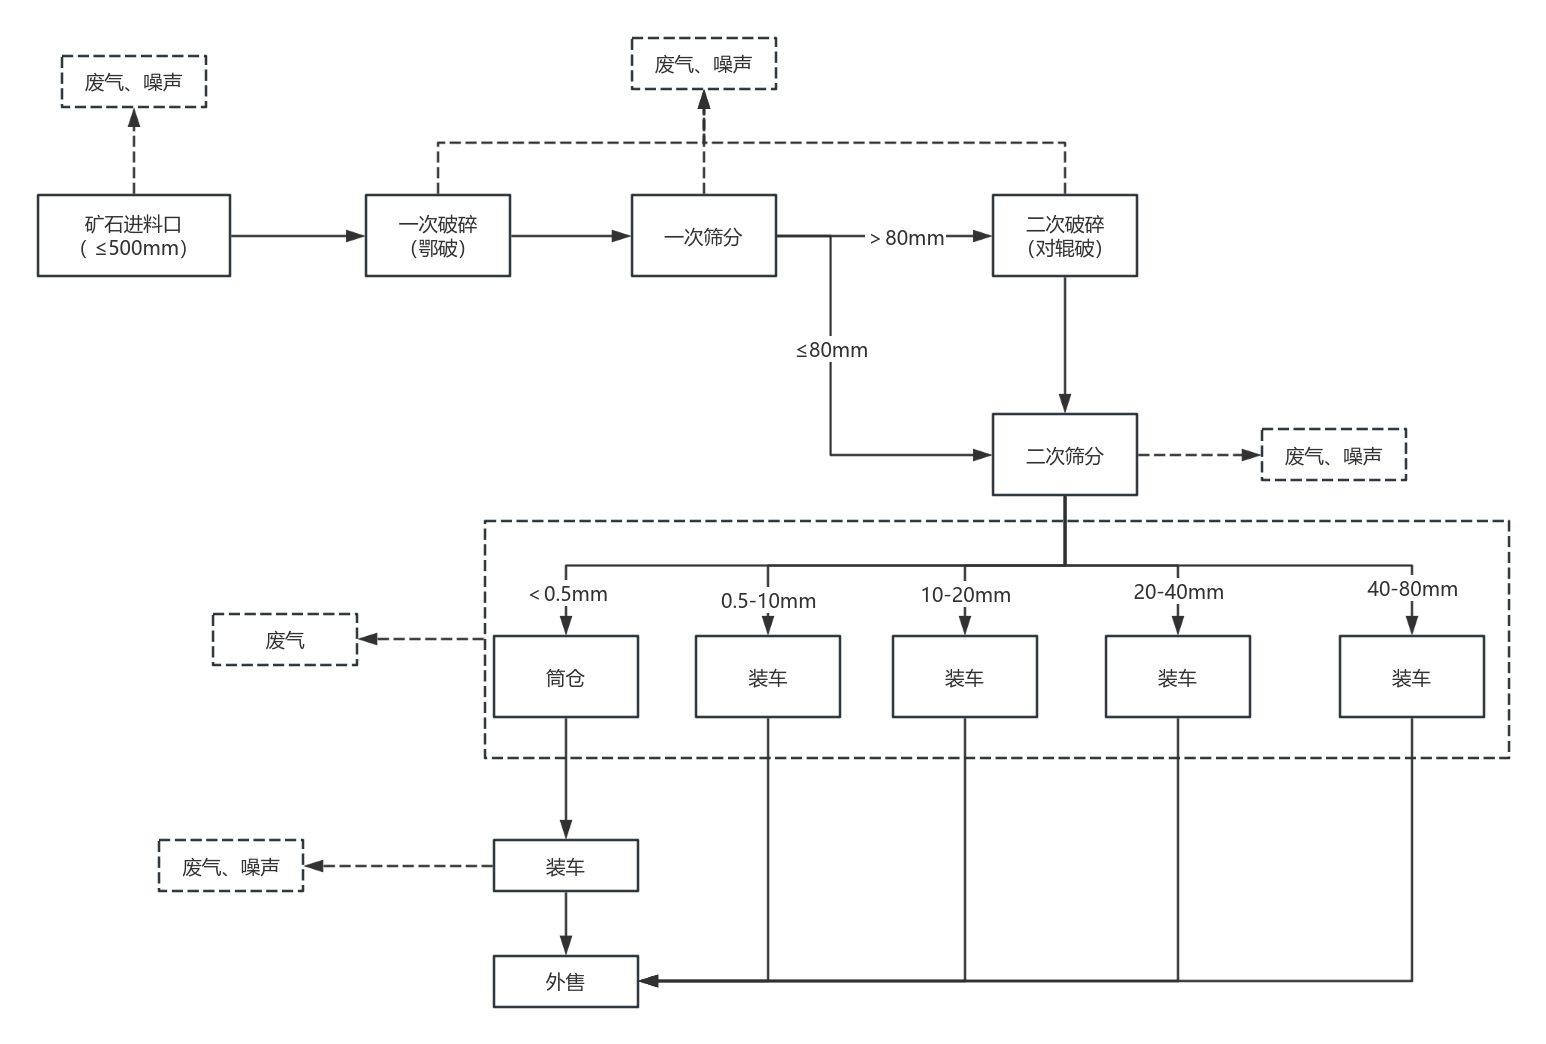 废气、噪声
废气、噪声
矿石进料口
（ ≤500mm）
一次破碎
（鄂破）
一次筛分
＞80mm
二次破碎
（对辊破）
≤80mm
二次筛分
废气、噪声
＜0.5mm
0.5-10mm
10-20mm
20-40mm
40-80mm
废气
筒仓
装车
装车
装车
装车
废气、噪声
装车
外售